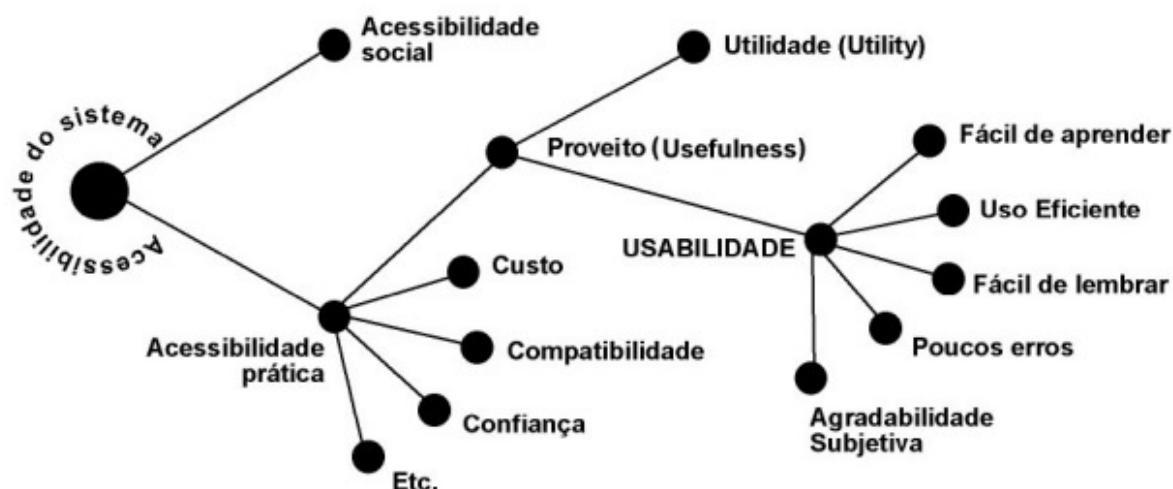 Acessibilidade do sistema
Acessibilidade
social
Utilidade (Utility)
Proveito (Usefulness)
Fácil de aprender
Uso Eficiente
USABILIDADE
Fácil de lembrar
Poucos erros
Agradabilidade
Subjetiva
Custo
Acessibilidade
prática
Compatibilidade
Confiança
Etc.